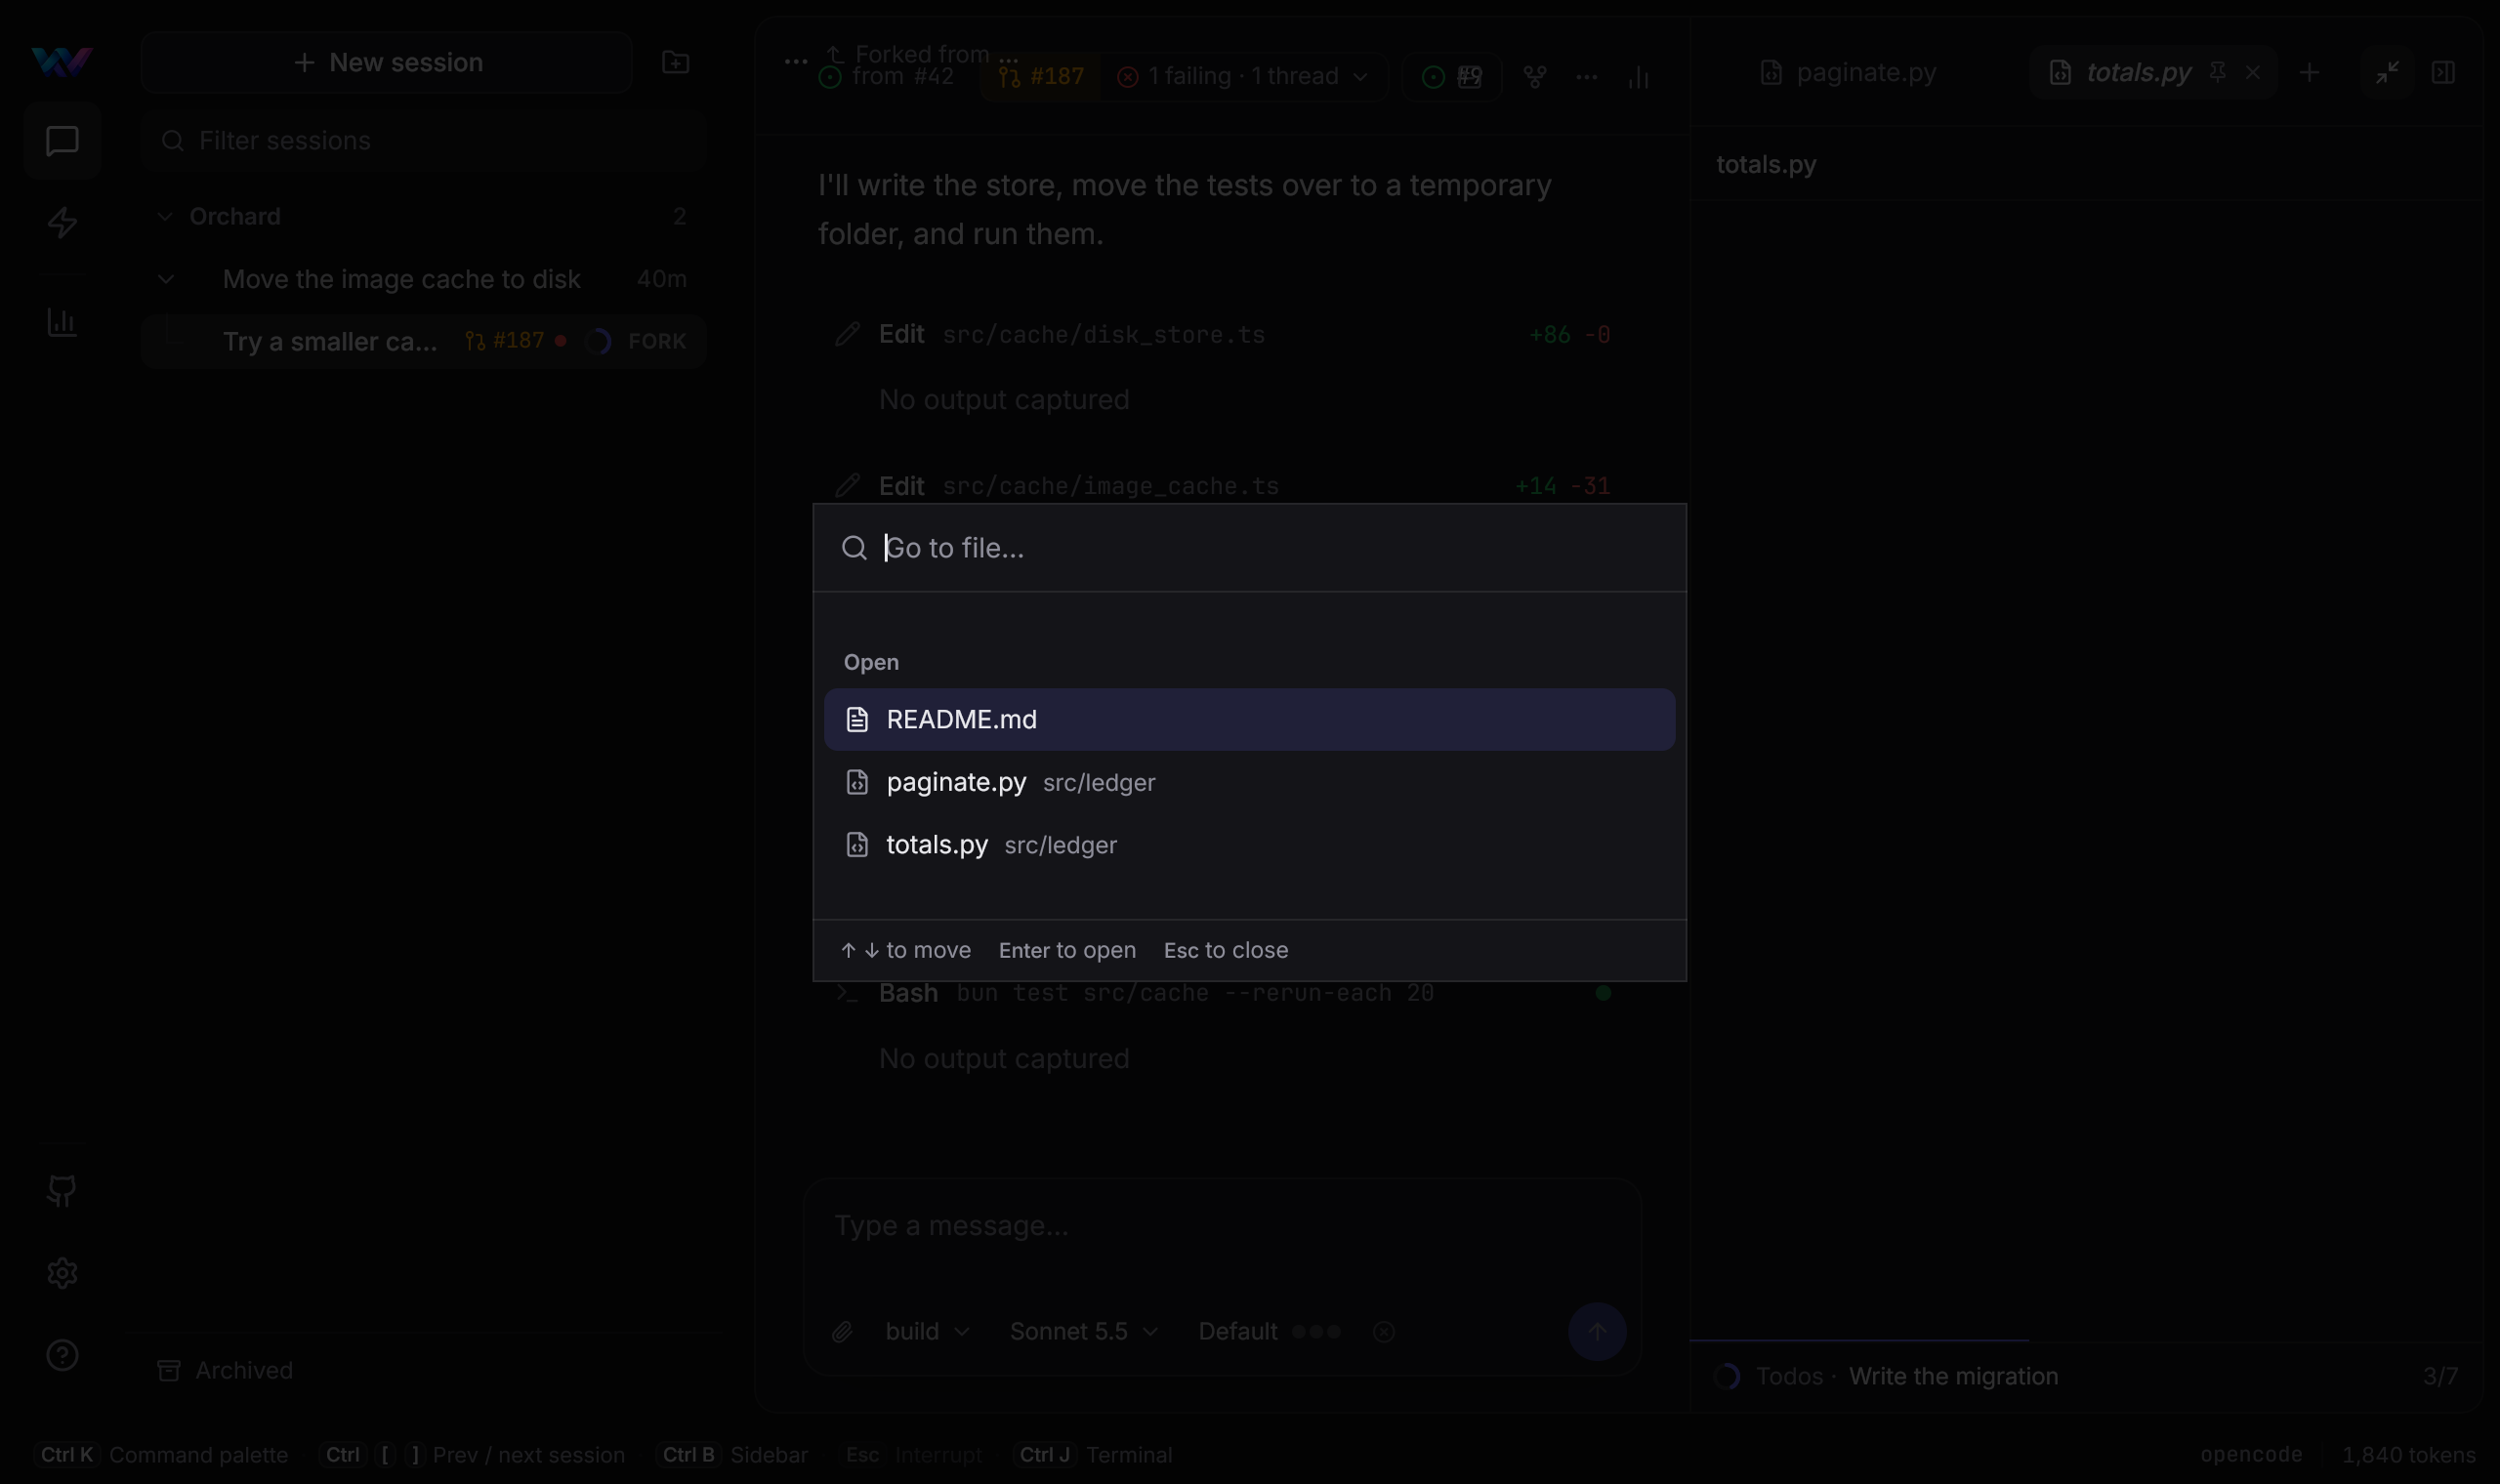 New session
Filter sessions
Orchard 2
Move the image cache to disk 40m
Try a smaller ca... #187 FORK
Archived
... Forked from ...
from #42 #187 1 failing · 1 thread #9
I'll write the store, move the tests over to a temporary
folder, and run them.
Edit src/cache/disk_store.ts +86 -0
No output captured
Edit src/cache/image_cache.ts +14 -31
Go to file...
Open
README.md
paginate.py src/ledger
totals.py src/ledger
↑ ↓ to move Enter to open Esc to close
Bash bun test src/cache --rerun-each 20
No output captured
Type a message...
build Sonnet 5.5 Default
paginate.py totals.py
totals.py
Todos · Write the migration 3/7
Ctrl K Command palette Ctrl [ ] Prev / next session Ctrl B Sidebar Esc Interrupt Ctrl J Terminal opencode 1,840 tokens